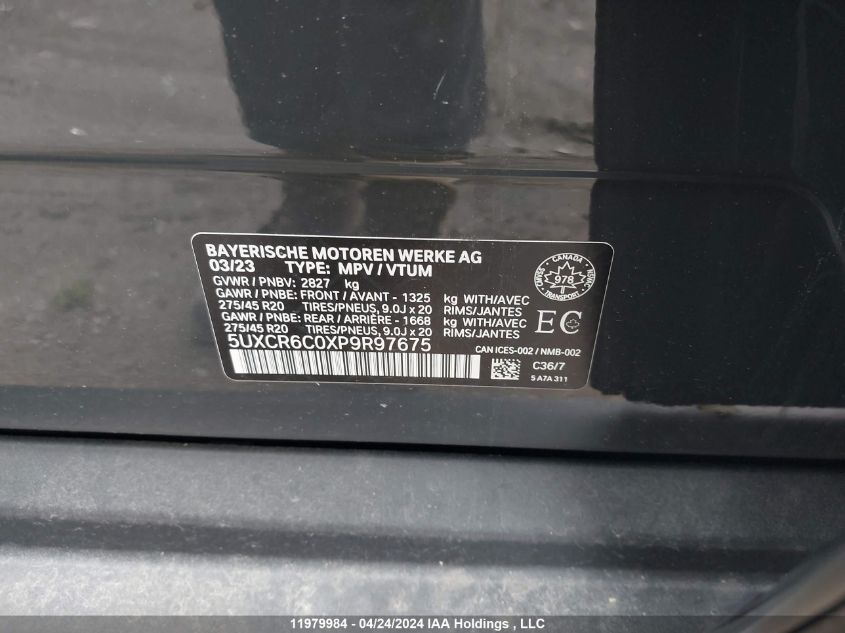 BAYERISCHE MOTOREN WERKE AG
03/23 TYPE: MPV / VTUM
GVWR / PNBV: 2827 kg
GAWR / PNBE: FRONT / AVANT - 1325 kg WITH/AVEC
275/45 R20 TIRES/PNEUS, 9.0J x 20 RIMS/JANTES
GAWR / PNBE: REAR / ARRIÈRE - 1668 kg WITH/AVEC
275/45 R20 TIRES/PNEUS, 9.0J x 20 RIMS/JANTES
5UXCR6C0XP9R97675
CANADA
978
TRANSPORT
EC
CAN ICES-002 / NMB-002
C36/7
5 A7A 311
11979984 - 04/24/2024 IAA Holdings , LLC